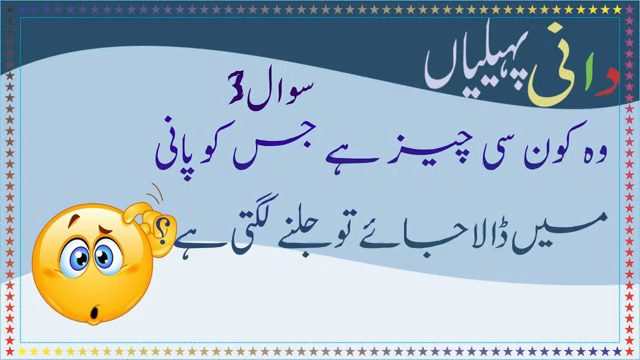 دانی پہیلیاں
سوال 3
وہ کون سی چیز ہے جس کو پانی
میں ڈالا جائے تو جلنے لگتی ہے ؟